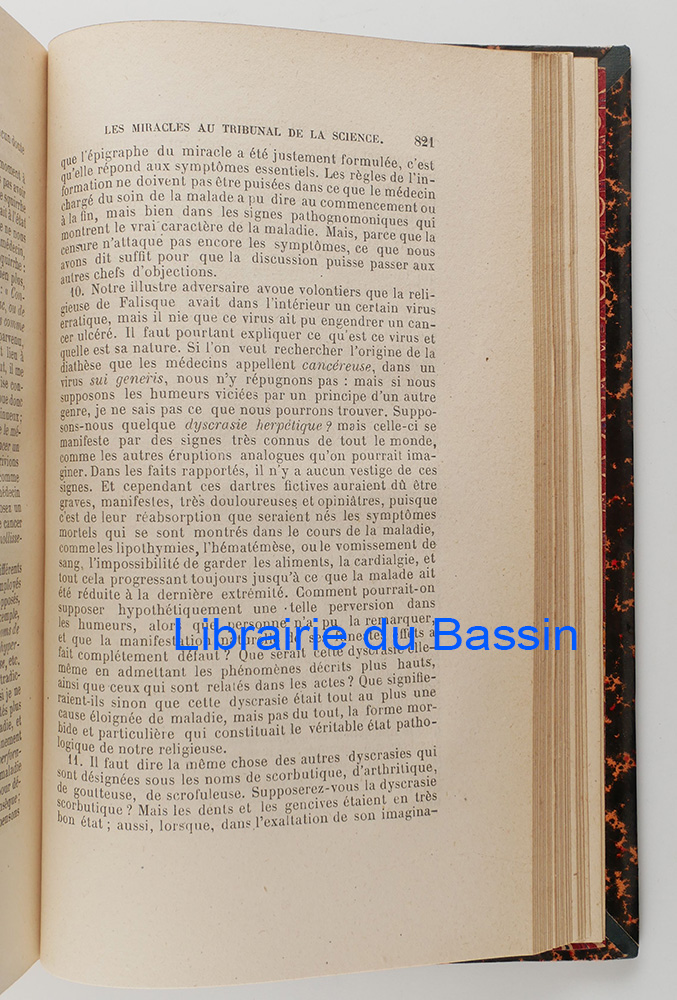 LES MIRACLES AU TRIBUNAL DE LA SCIENCE. 821
que l'épigraphe du miracle a été justement formulée, c'est
qu'elle répond aux symptômes essentiels. Les règles de l'in-
formation ne doivent pas être puisées dans ce que le médecin
chargé du soin de la malade a pu dire au commencement ou
à la fin, mais bien dans les signes pathognomoniques qui
montrent le vrai caractère de la maladie. Mais, parce que la
censure n'attaque pas encore les symptômes, ce que nous
avons dit suffit pour que la discussion puisse passer aux
autres chefs d'objections.
10. Notre illustre adversaire avoue volontiers que la reli-
gieuse de Falisque avait dans l'intérieur un certain virus
erratique, mais il nie que ce virus ait pu engendrer un can-
cer ulcéré. Il faut pourtant expliquer ce qu'est ce virus et
quelle est sa nature. Si l'on veut rechercher l'origine de la
diathèse que les médecins appellent cancéreuse, dans un
virus sui generis, nous n'y répugnons pas : mais si nous
supposons les humeurs viciées par un principe d'un autre
genre, je ne sais pas ce que nous pourrons trouver. Suppo-
sons-nous quelque dyscrasie herpétique ? mais celle-ci se
manifeste par des signes très connus de tout le monde,
comme les autres éruptions analogues qu'on pourrait ima-
giner. Dans les faits rapportés, il n'y a aucun vestige de ces
signes. Et cependant ces dartres fictives auraient dû être
graves, manifestes, très douloureuses et opiniâtres, puisque
c'est de leur réabsorption que seraient nés les symptômes
mortels qui se sont montrés dans le cours de la maladie,
comme les lipothymies, l'hématémèse, ou le vomissement de
sang, l'impossibilité de garder les aliments, la cardialgie, et
tout cela progressant toujours jusqu'à ce que la malade ait
été réduite à la dernière extrémité. Comment pourrait-on
supposer hypothétiquement une telle perversion dans
les humeurs, alors que personne n'a pu la remarquer,
et que la manifestation
fait complétement défaut ? Que serait cette dyscrasie elle-
même en admettant les phénomènes décrits plus hauts,
ainsi que ceux qui sont relatés dans les actes ? Que signifie-
raient-ils sinon que cette dyscrasie était tout au plus une
cause éloignée de maladie, mais pas du tout, la forme mor-
bide et particulière qui constituait le véritable état patho-
logique de notre religieuse.
11. Il faut dire la même chose des autres dyscrasies qui
sont désignées sous les noms de scorbutique, d'arthritique,
de goutteuse, de scrofuleuse. Supposerez-vous la dyscrasie
scorbutique ? Mais les dents et les gencives étaient en très
bon état ; aussi, lorsque, dans l'exaltation de son imagina-
Librairie du Bassin